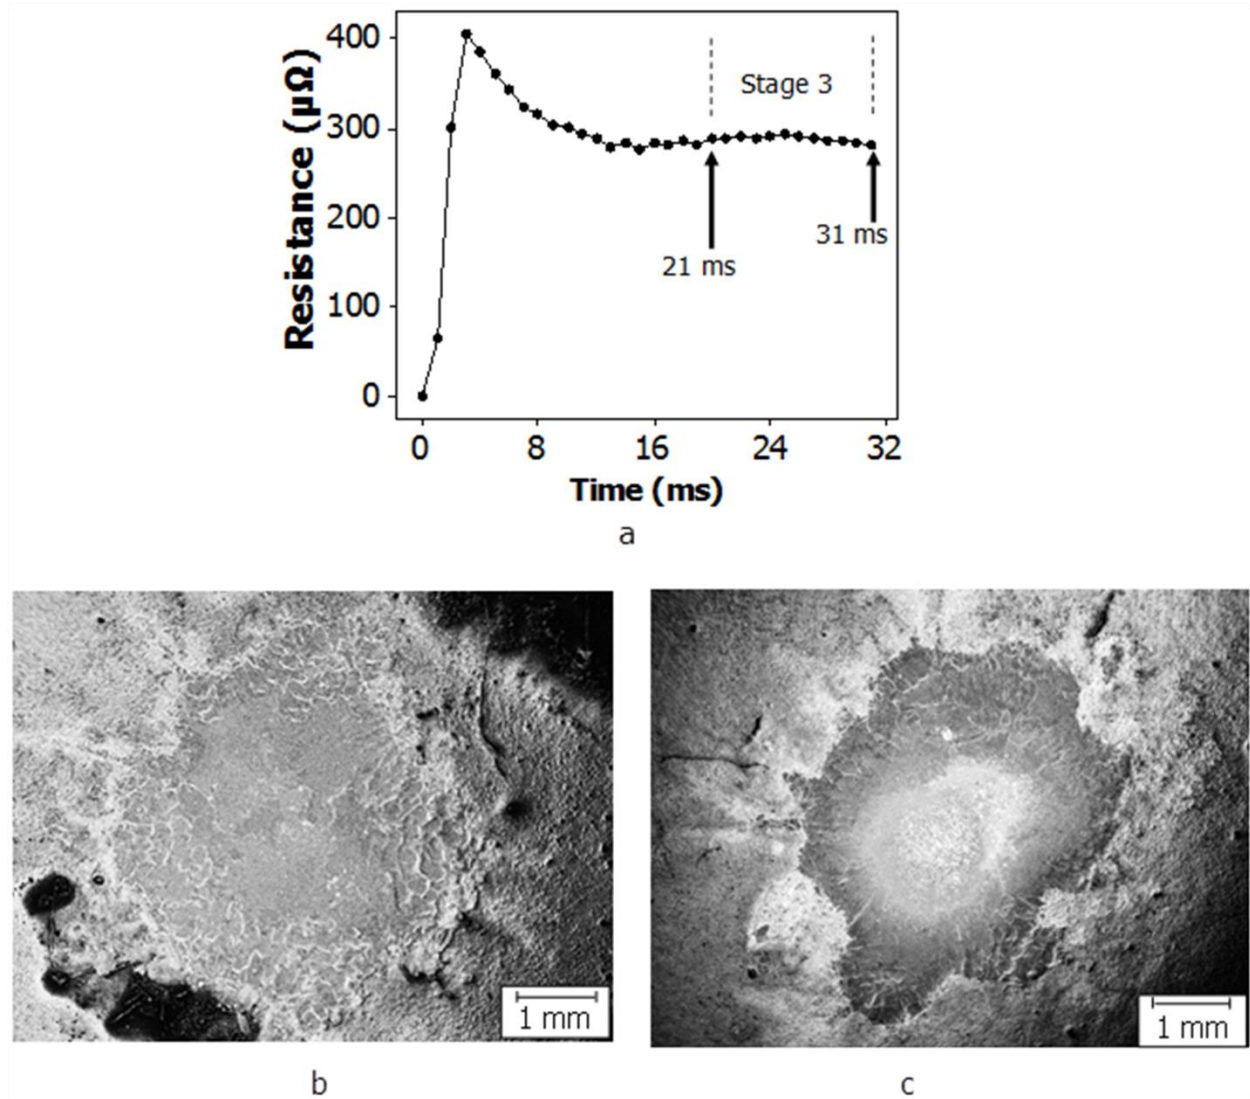 400
300
200
100
0
Resistance (µΩ)
Stage 3
31 ms
21 ms
0 8 16 24 32
Time (ms)
a
1 mm
1 mm
b
c